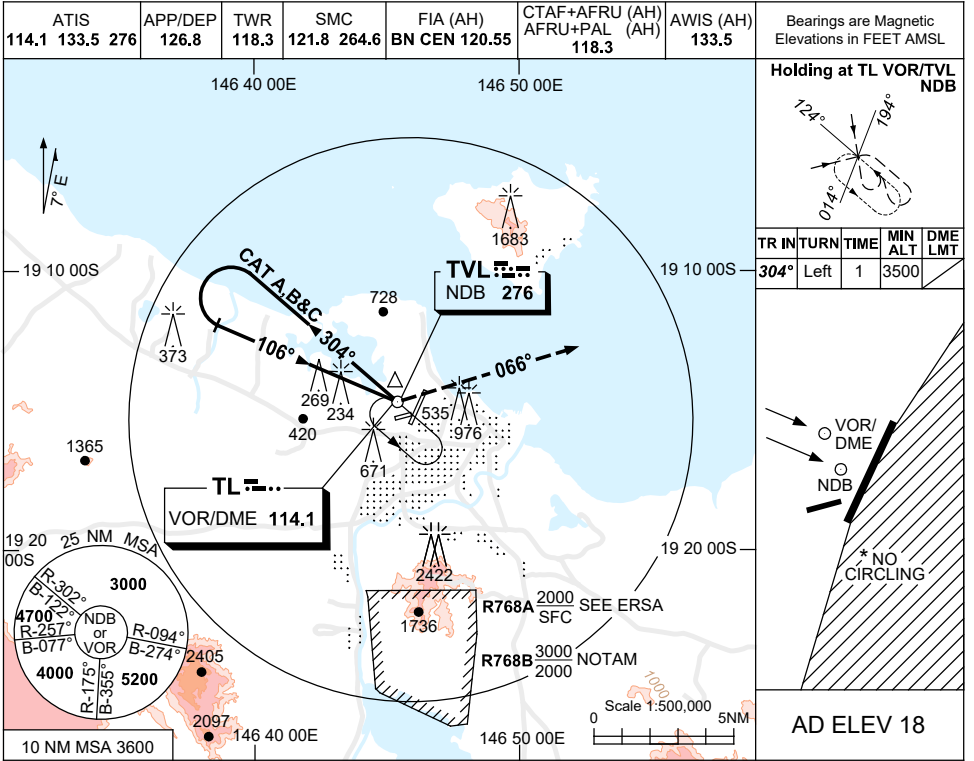 ATIS
114.1 133.5 276
APP/DEP
126.8
TWR
118.3
SMC
121.8 264.6
FIA (AH)
BN CEN 120.55
CTAF+AFRU (AH)
AFRU+PAL (AH)
118.3
AWIS (AH)
133.5
Bearings are Magnetic
Elevations in FEET AMSL
146 40 00E
146 50 00E
7° E
19 10 00S
19 10 00S
1683
TVL
NDB 276
CAT A,B&C
304°
106°
066°
728
373
269
234
420
535
976
671
1365
TL
VOR/DME 114.1
19 20
00S
19 20 00S
25 NM MSA
3000
R-302°
B-122°
4700
R-257°
B-077°
NDB
or
VOR
R-094°
B-274°
4000
R-175°
B-355°
5200
10 NM MSA 3600
2405
2097
2422
1736
R768A 2000
SFC
SEE ERSA
R768B 3000
2000
NOTAM
1000
146 40 00E
146 50 00E
Scale 1:500,000
0
5NM
Holding at TL VOR/TVL
NDB
124°
194°
014°
TR IN TURN TIME MIN ALT DME LMT
304° Left 1 3500
VOR/
DME
NDB
* NO
CIRCLING
AD ELEV 18